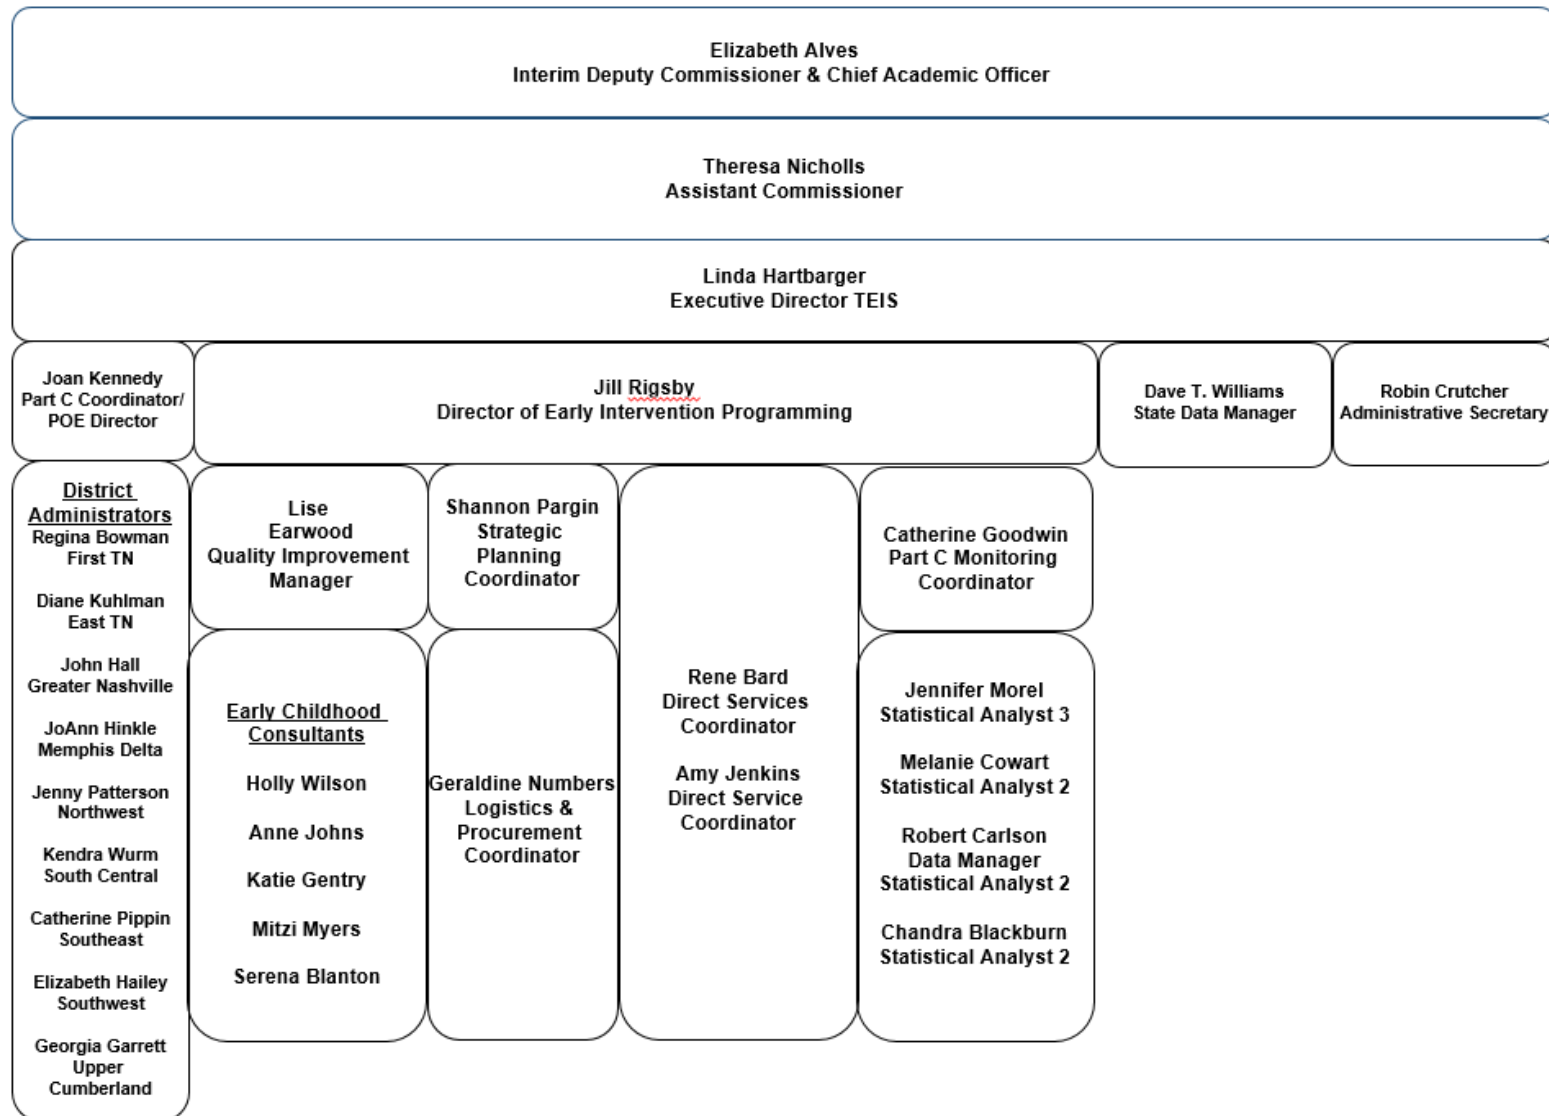 Elizabeth Alves
Interim Deputy Commissioner & Chief Academic Officer
Theresa Nicholls
Assistant Commissioner
Linda Hartbarger
Executive Director TEIS
Joan Kennedy
Part C Coordinator/
POE Director
Jill Rigsby
Director of Early Intervention Programming
Dave T. Williams
State Data Manager
Robin Crutcher
Administrative Secretary
District
Administrators
Regina Bowman
First TN
Diane Kuhlman
East TN
John Hall
Greater Nashville
JoAnn Hinkle
Memphis Delta
Jenny Patterson
Northwest
Kendra Wurm
South Central
Catherine Pippin
Southeast
Elizabeth Hailey
Southwest
Georgia Garrett
Upper
Cumberland
Lise
Earwood
Quality Improvement
Manager
Early Childhood
Consultants
Holly Wilson
Anne Johns
Katie Gentry
Mitzi Myers
Serena Blanton
Shannon Pargin
Strategic
Planning
Coordinator
Geraldine Numbers
Logistics &
Procurement
Coordinator
Rene Bard
Direct Services
Coordinator
Amy Jenkins
Direct Service
Coordinator
Catherine Goodwin
Part C Monitoring
Coordinator
Jennifer Morel
Statistical Analyst 3
Melanie Cowart
Statistical Analyst 2
Robert Carlson
Data Manager
Statistical Analyst 2
Chandra Blackburn
Statistical Analyst 2